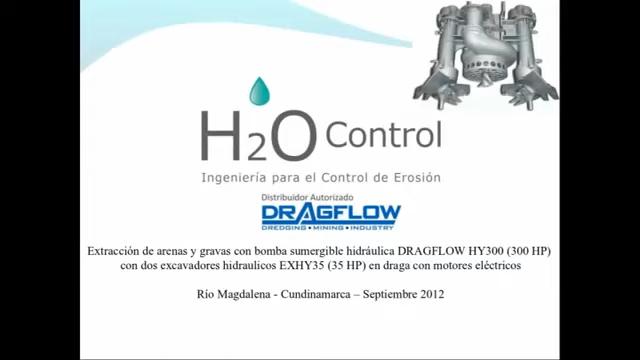 H2O Control
Ingeniería para el Control de Erosión
Distribuidor Autorizado
DRAGFLOW
DREDGING • MINING • INDUSTRY
Extracción de arenas y gravas con bomba sumergible hidráulica DRAGFLOW HY300 (300 HP)
con dos excavadores hidraulicos EXHY35 (35 HP) en draga con motores eléctricos
Río Magdalena - Cundinamarca – Septiembre 2012